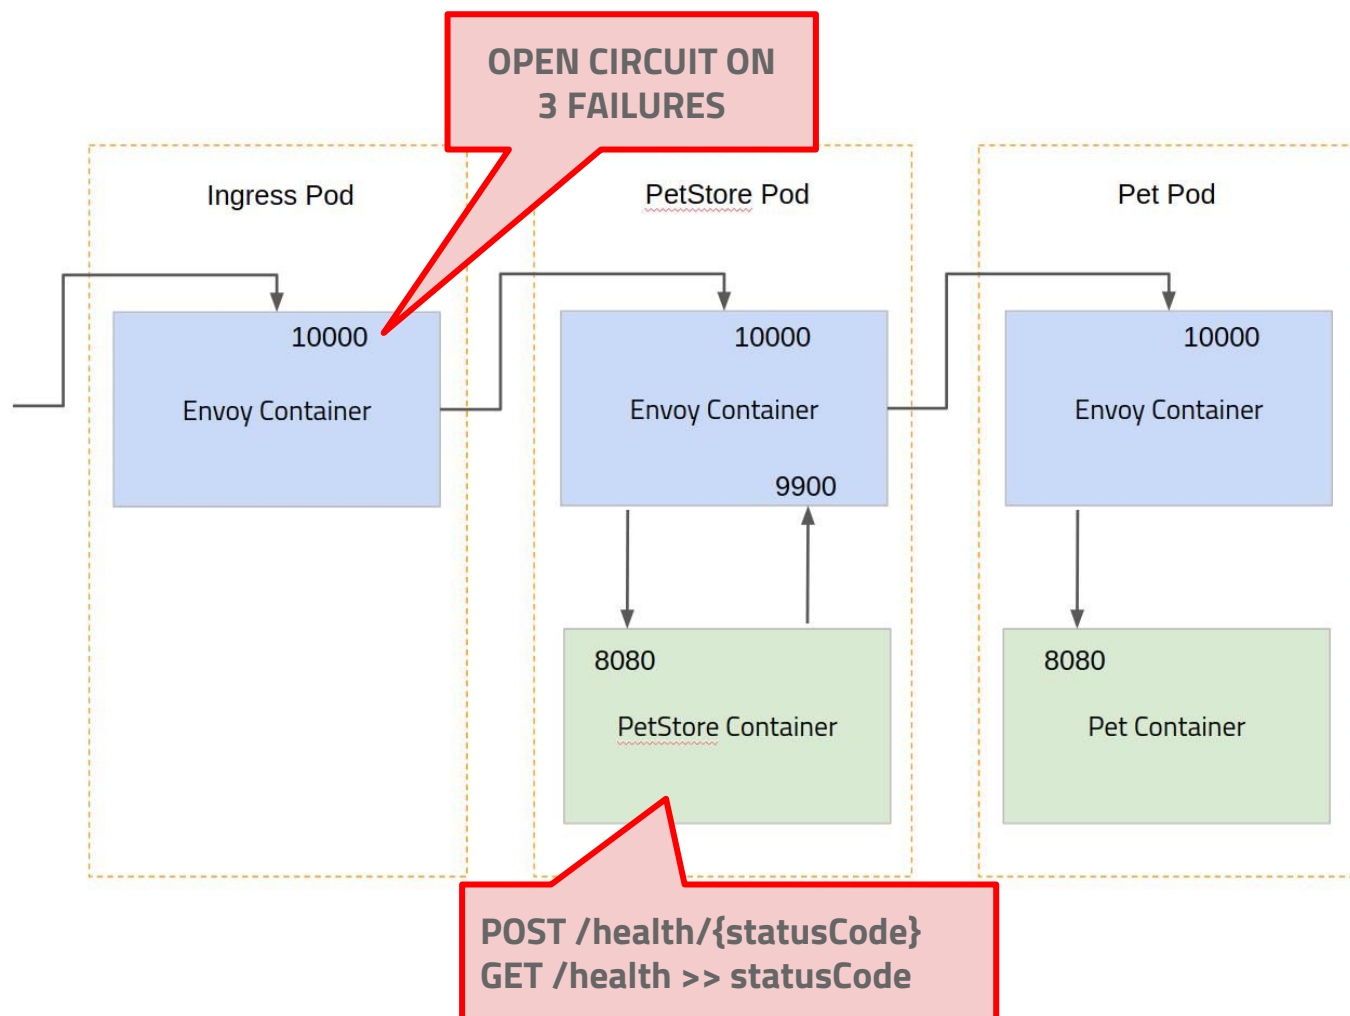 OPEN CIRCUIT ON
3 FAILURES
Ingress Pod
PetStore Pod
Pet Pod
10000
Envoy Container
10000
Envoy Container
9900
10000
Envoy Container
8080
PetStore Container
8080
Pet Container
POST /health/{statusCode}
GET /health >> statusCode